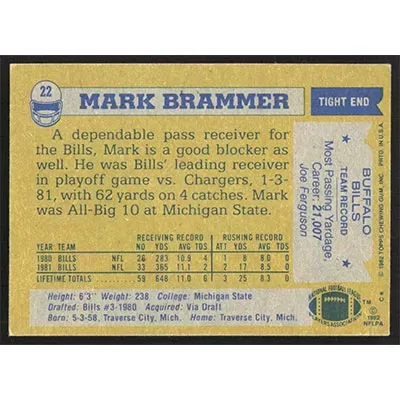 22
MARK BRAMMER
TIGHT END
A dependable pass receiver for
the Bills, Mark is a good blocker as
well. He was Bills' leading receiver
in playoff game vs. Chargers, 1-3-
81, with 62 yards on 4 catches. Mark
was All-Big 10 at Michigan State.
BUFFALO
BILLS
TEAM RECORD
Most Passing Yardage,
Career: 21,007
Joe Ferguson
© 1982 TOPPS CHEWING GUM, INC. PRTD. IN U.S.A.
RECEIVING RECORD RUSHING RECORD
YEAR TEAM NO. YDS AVG TDS ATT YDS AVG TDS
1980 BILLS NFL 26 283 10.9 4 1 8 8.0 0
1981 BILLS NFL 33 365 11.1 2 2 17 8.5 0
LIFETIME TOTALS 59 648 11.0 6 3 25 0
Height: 6'3" Weight: 238 College: Michigan State
Drafted: Bills #3-1980 Acquired: Via Draft
Born: 5-3-58, Traverse City, Mich. Home: Traverse City, Mich.
NATIONAL FOOTBALL LEAGUE
PLAYERS ASSOCIATION
TM
© 1982
NFLPA
C*